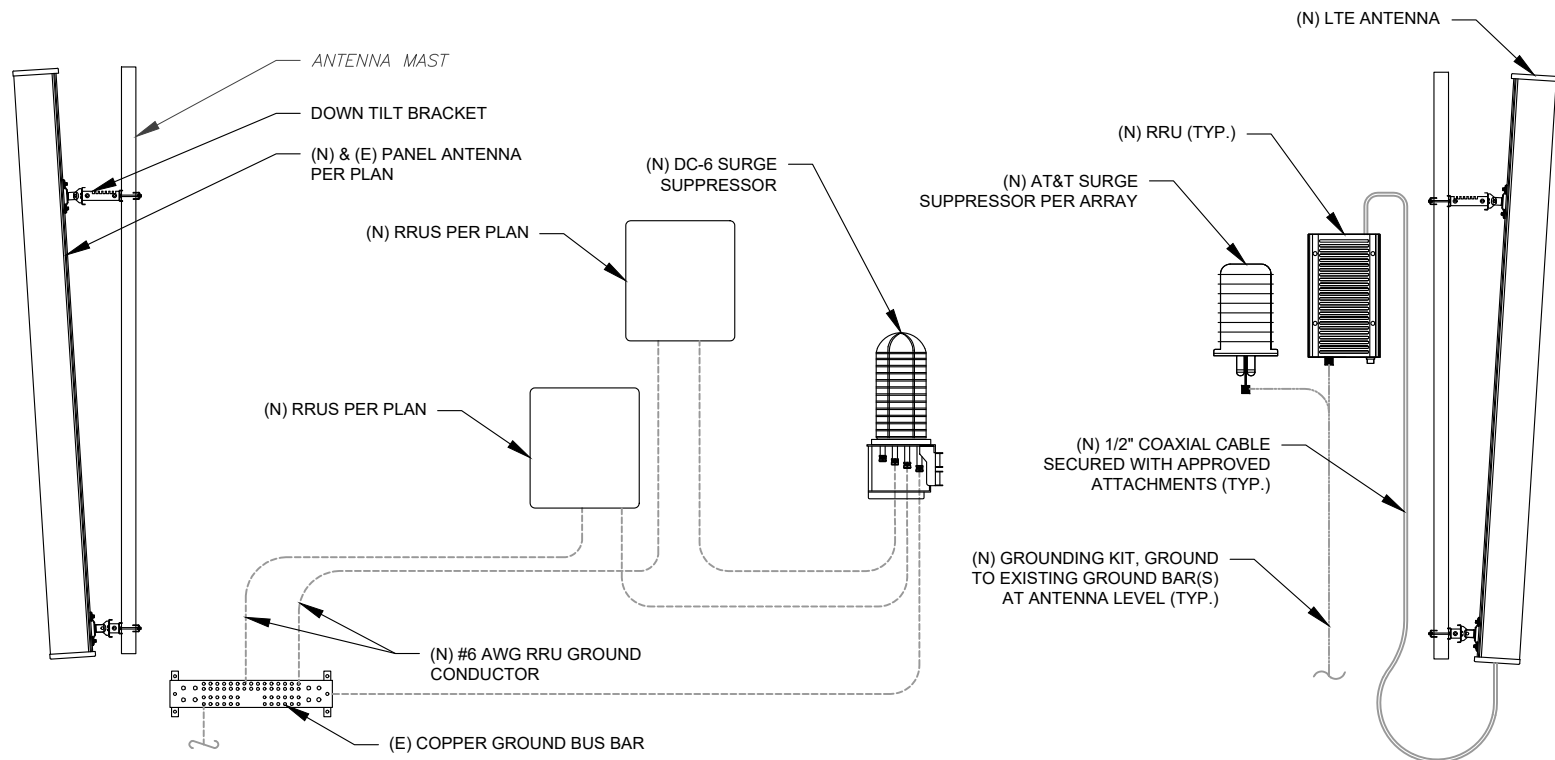 (N) LTE ANTENNA
ANTENNA MAST
DOWN TILT BRACKET
(N) & (E) PANEL ANTENNA
PER PLAN
(N) RRU (TYP.)
(N) DC-6 SURGE
SUPPRESSOR
(N) AT&T SURGE
SUPPRESSOR PER ARRAY
(N) RRUS PER PLAN
(N) RRUS PER PLAN
(N) 1/2" COAXIAL CABLE
SECURED WITH APPROVED
ATTACHMENTS (TYP.)
(N) GROUNDING KIT, GROUND
TO EXISTING GROUND BAR(S)
AT ANTENNA LEVEL (TYP.)
(N) #6 AWG RRU GROUND
CONDUCTOR
(E) COPPER GROUND BUS BAR